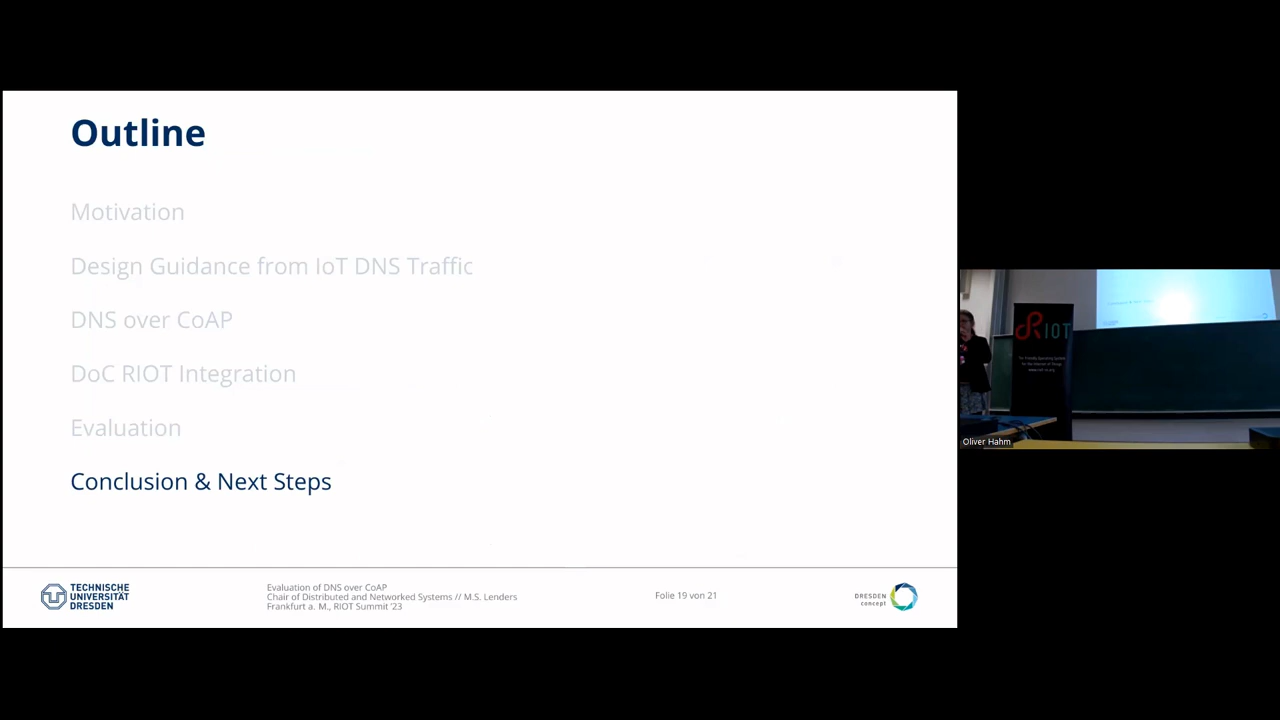 Outline
Motivation
Design Guidance from IoT DNS Traffic
DNS over CoAP
DoC RIOT Integration
Evaluation
Conclusion & Next Steps
TECHNISCHE
UNIVERSITÄT
DRESDEN
Evaluation of DNS over CoAP
Chair of Distributed and Networked Systems // M.S. Lenders
Frankfurt a. M., RIOT Summit '23
Folie 19 von 21
DRESDEN
concept
RIOT
Oliver Hahm